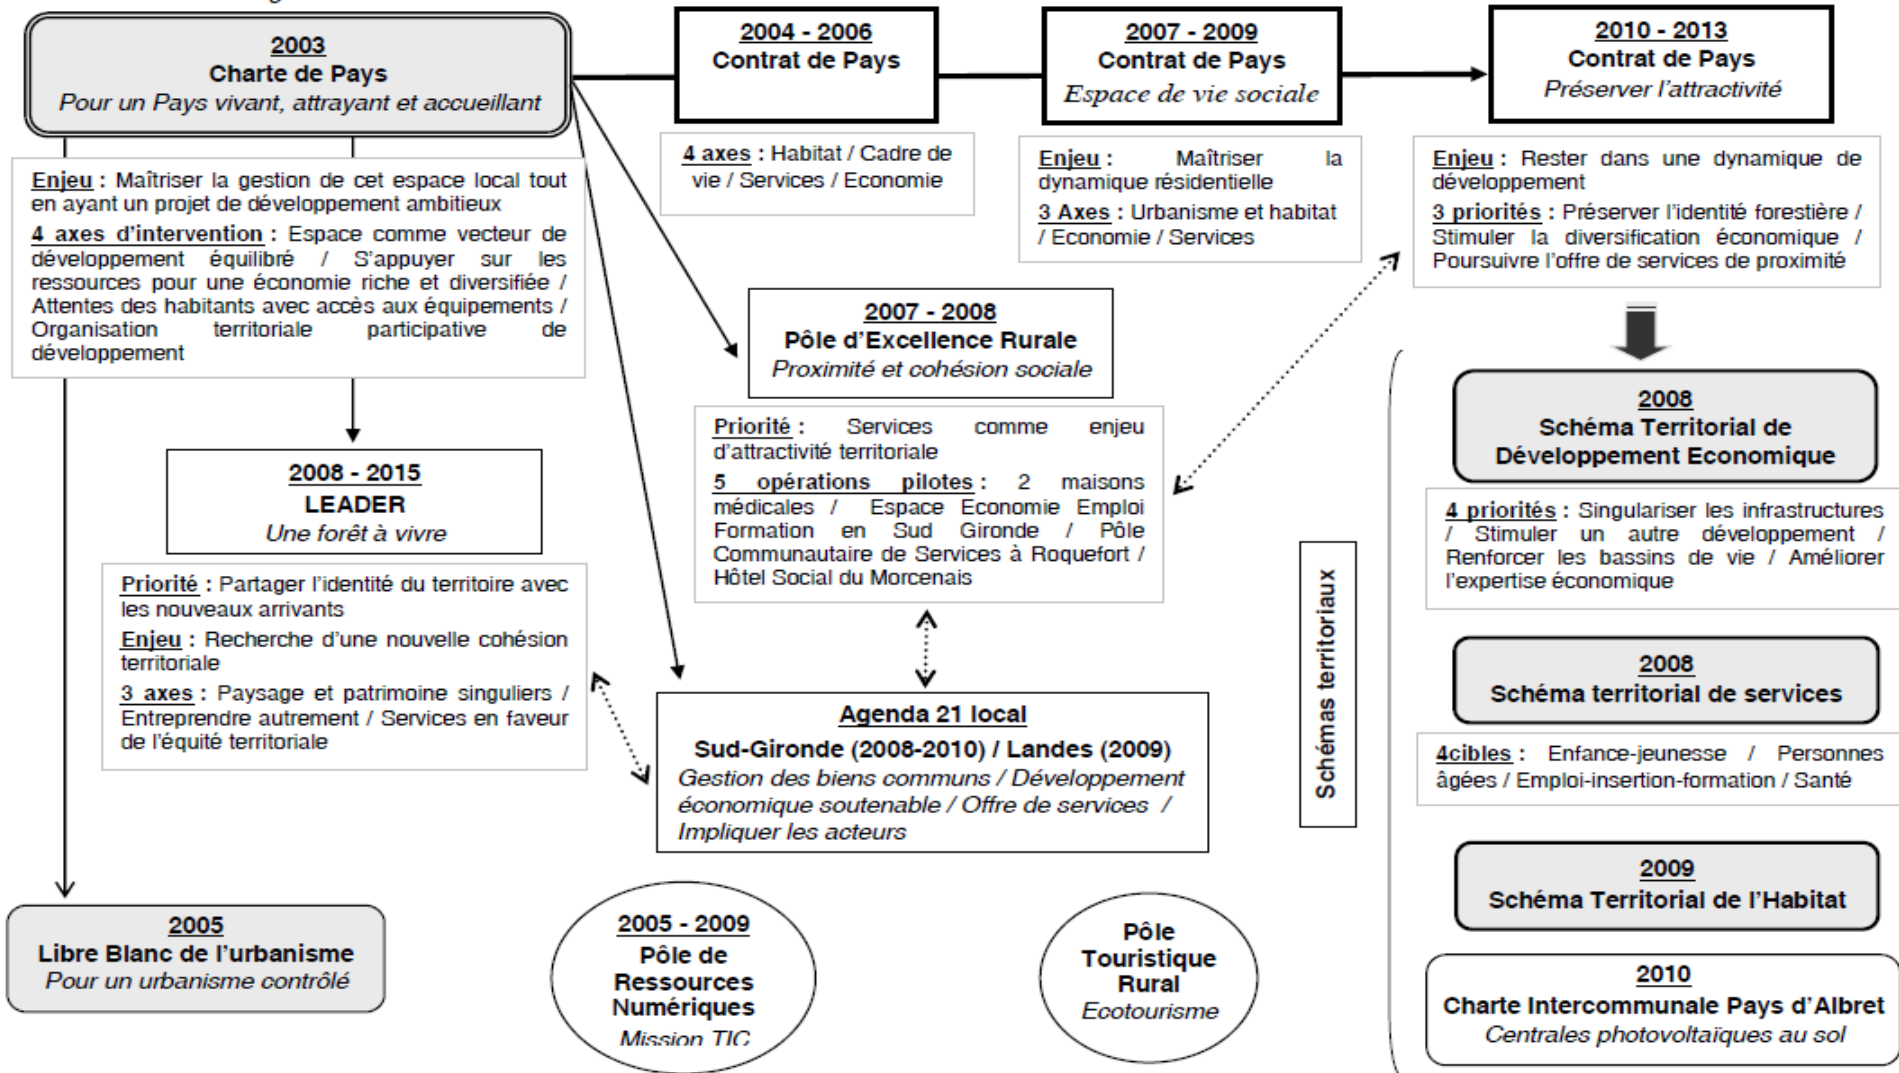 2003
Charte de Pays
Pour un Pays vivant, attrayant et accueillant
2004 - 2006
Contrat de Pays
2007 - 2009
Contrat de Pays
Espace de vie sociale
2010 - 2013
Contrat de Pays
Préserver l'attractivité
Enjeu : Maîtriser la gestion de cet espace local tout
en ayant un projet de développement ambitieux
4 axes d'intervention : Espace comme vecteur de
développement équilibré / S'appuyer sur les
ressources pour une économie riche et diversifiée /
Attentes des habitants avec accès aux équipements /
Organisation territoriale participative de
développement
4 axes : Habitat / Cadre de
vie / Services / Economie
Enjeu : Maîtriser la
dynamique résidentielle
3 Axes : Urbanisme et habitat
/ Economie / Services
Enjeu : Rester dans une dynamique de
développement
3 priorités : Préserver l'identité forestière /
Stimuler la diversification économique /
Poursuivre l'offre de services de proximité
2007 - 2008
Pôle d'Excellence Rurale
Proximité et cohésion sociale
Priorité : Services comme enjeu
d'attractivité territoriale
5 opérations pilotes : 2 maisons
médicales / Espace Economie Emploi
Formation en Sud Gironde / Pôle
Communautaire de Services à Roquefort /
Hôtel Social du Morcenais
2008 - 2015
LEADER
Une forêt à vivre
Priorité : Partager l'identité du territoire avec
les nouveaux arrivants
Enjeu : Recherche d'une nouvelle cohésion
territoriale
3 axes : Paysage et patrimoine singuliers /
Entreprendre autrement / Services en faveur
de l'équité territoriale
Agenda 21 local
Sud-Gironde (2008-2010) / Landes (2009)
Gestion des biens communs / Développement
économique soutenable / Offre de services /
Impliquer les acteurs
Schémas territoriaux
2008
Schéma Territorial de
Développement Economique
4 priorités : Singulariser les infrastructures
/ Stimuler un autre développement /
Renforcer les bassins de vie / Améliorer
l'expertise économique
2008
Schéma territorial de services
4cibles : Enfance-jeunesse / Personnes
âgées / Emploi-insertion-formation / Santé
2009
Schéma Territorial de l'Habitat
2010
Charte Intercommunale Pays d'Albret
Centrales photovoltaïques au sol
2005
Libre Blanc de l'urbanisme
Pour un urbanisme contrôlé
2005 - 2009
Pôle de
Ressources
Numériques
Mission TIC
Pôle
Touristique
Rural
Ecotourisme